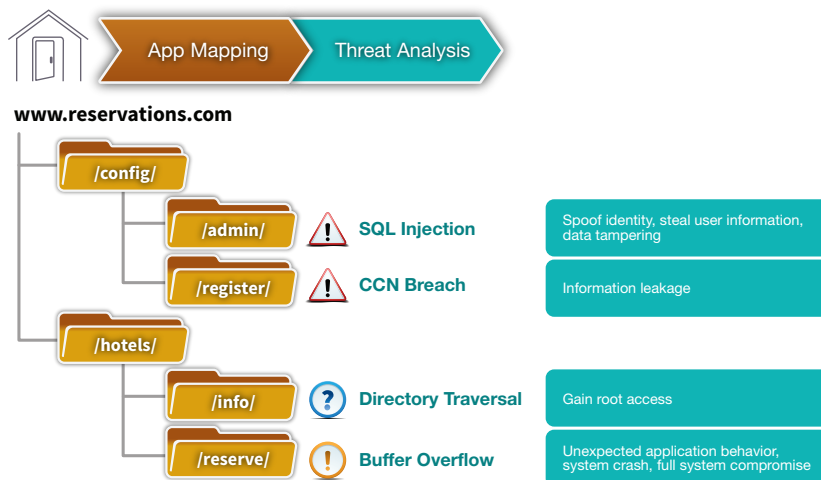 App Mapping
Threat Analysis
www.reservations.com
/config/
/admin/
SQL Injection
Spoof identity, steal user information,
data tampering
/register/
CCN Breach
Information leakage
/hotels/
/info/
Directory Traversal
Gain root access
/reserve/
Buffer Overflow
Unexpected application behavior,
system crash, full system compromise